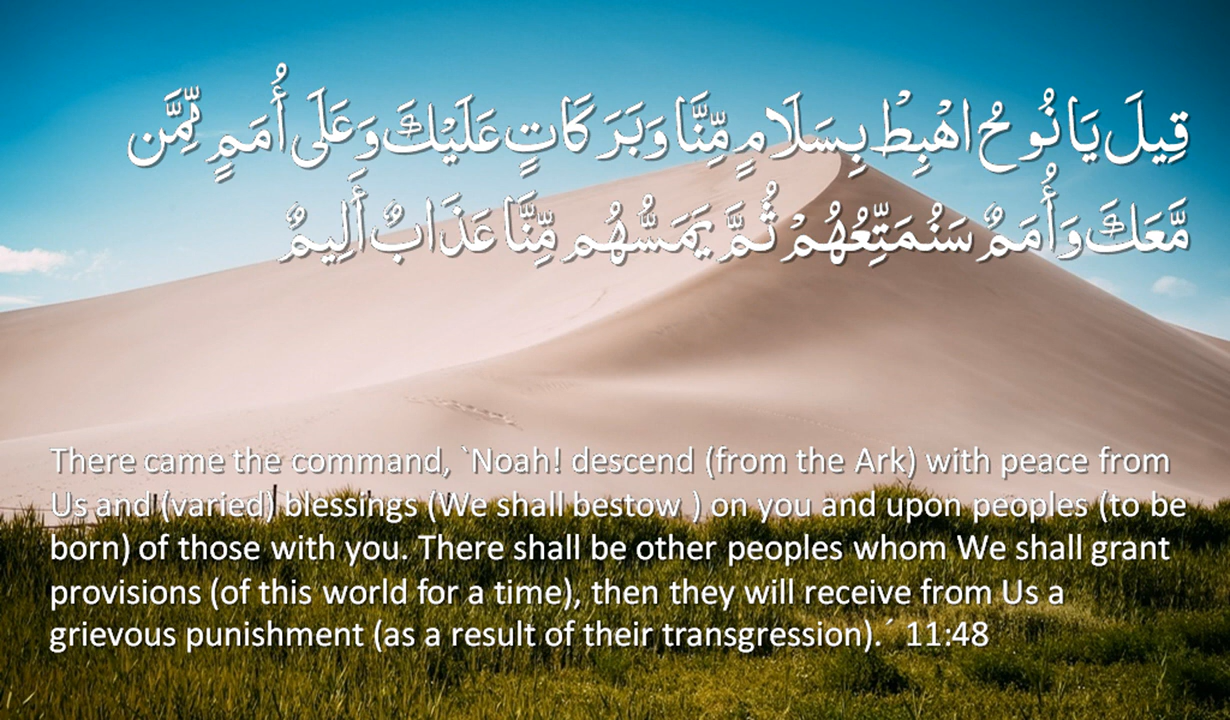 قِيلَ يَا نُوحُ اهْبِطْ بِسَلَامٍ مِّنَّا وَبَرَكَاتٍ عَلَيْكَ وَعَلَى أُمَمٍ مِّمَّن
مَّعَكَ وَأُمَمٌ سَنُمَتِّعُهُمْ ثُمَّ يَمَسُّهُم مِّنَّا عَذَابٌ أَلِيمٌ
There came the command, `Noah! descend (from the Ark) with peace from
Us and (varied) blessings (We shall bestow ) on you and upon peoples (to be
born) of those with you. There shall be other peoples whom We shall grant
provisions (of this world for a time), then they will receive from Us a
grievous punishment (as a result of their transgression).´ 11:48